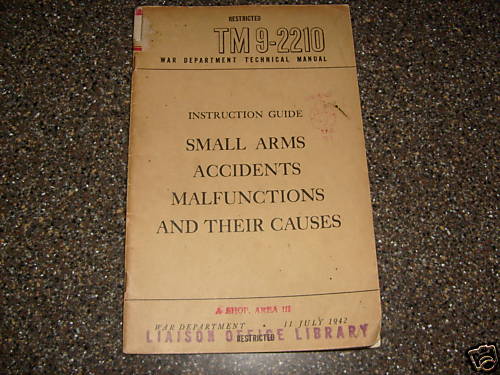 RESTRICTED
TM 9-2210
WAR DEPARTMENT TECHNICAL MANUAL
INSTRUCTION GUIDE
SMALL ARMS
ACCIDENTS
MALFUNCTIONS
AND THEIR CAUSES
& SHOP. AREA III
WAR DEPARTMENT • 11 JULY 1942
LIAISON OFFICE LIBRARY
RESTRICTED